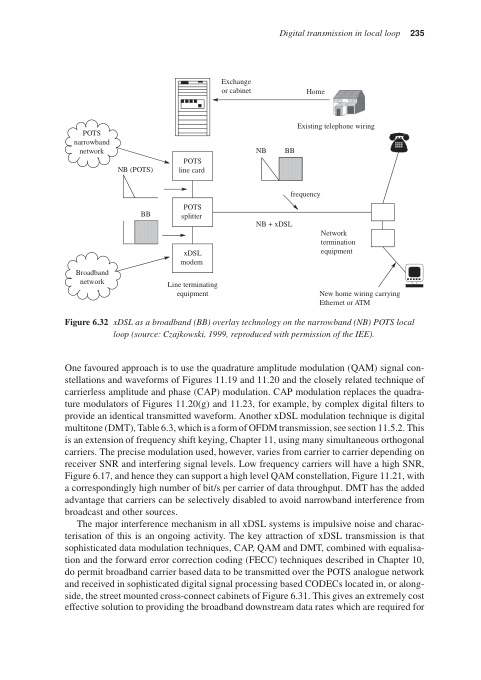 Digital transmission in local loop 235
Exchange
or cabinet
Home
Existing telephone wiring
POTS
narrowband
network
NB (POTS)
POTS
line card
NB BB
frequency
BB
POTS
splitter
NB + xDSL
Network
termination
equipment
xDSL
modem
Broadband
network
Line terminating
equipment
New home wiring carrying
Ethernet or ATM
Figure 6.32 xDSL as a broadband (BB) overlay technology on the narrowband (NB) POTS local
loop (source: Czajkowski, 1999, reproduced with permission of the IEE).
One favoured approach is to use the quadrature amplitude modulation (QAM) signal con-
stellations and waveforms of Figures 11.19 and 11.20 and the closely related technique of
carrierless amplitude and phase (CAP) modulation. CAP modulation replaces the quadra-
ture modulators of Figures 11.20(g) and 11.23, for example, by complex digital filters to
provide an identical transmitted waveform. Another xDSL modulation technique is digital
multitone (DMT), Table 6.3, which is a form of OFDM transmission, see section 11.5.2. This
is an extension of frequency shift keying, Chapter 11, using many simultaneous orthogonal
carriers. The precise modulation used, however, varies from carrier to carrier depending on
receiver SNR and interfering signal levels. Low frequency carriers will have a high SNR,
Figure 6.17, and hence they can support a high level QAM constellation, Figure 11.21, with
a correspondingly high number of bit/s per carrier of data throughput. DMT has the added
advantage that carriers can be selectively disabled to avoid narrowband interference from
broadcast and other sources.
The major interference mechanism in all xDSL systems is impulsive noise and charac-
terisation of this is an ongoing activity. The key attraction of xDSL transmission is that
sophisticated data modulation techniques, CAP, QAM and DMT, combined with equalisa-
tion and the forward error correction coding (FECC) techniques described in Chapter 10,
do permit broadband carrier based data to be transmitted over the POTS analogue network
and received in sophisticated digital signal processing based CODECs located in, or along-
side, the street mounted cross-connect cabinets of Figure 6.31. This gives an extremely cost
effective solution to providing the broadband downstream data rates which are required for